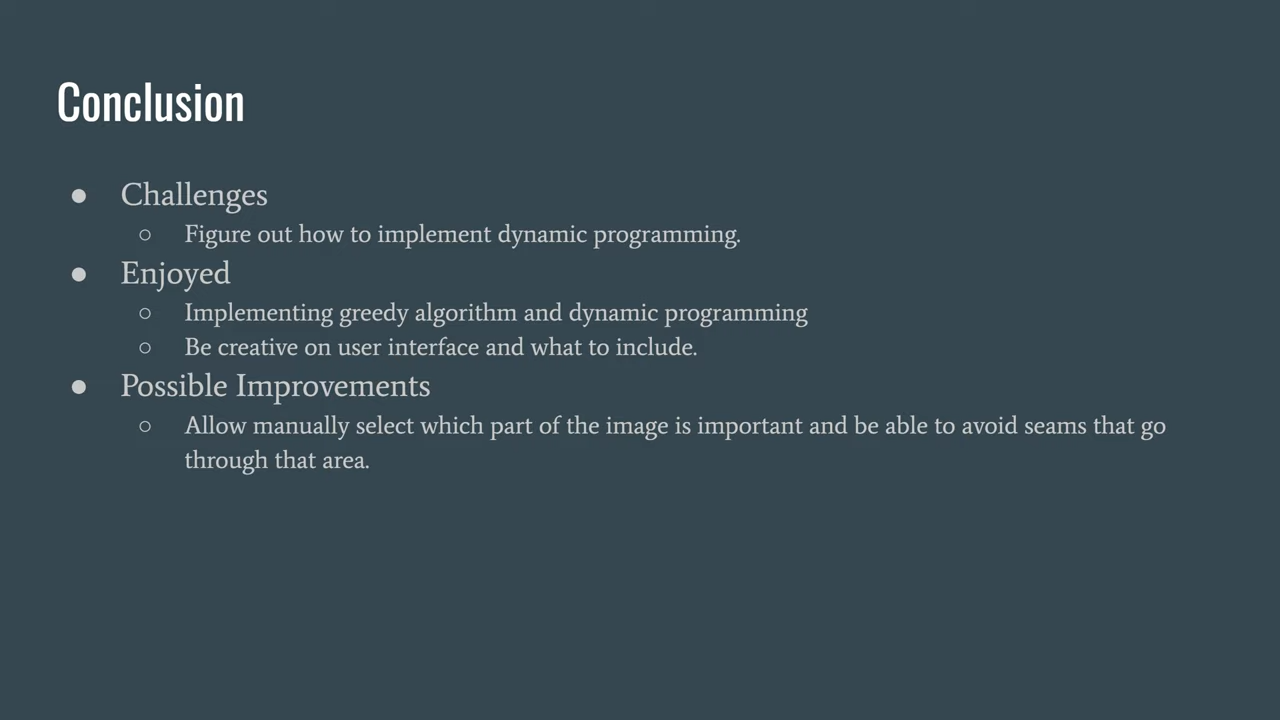 Conclusion
● Challenges
○ Figure out how to implement dynamic programming.
● Enjoyed
○ Implementing greedy algorithm and dynamic programming
○ Be creative on user interface and what to include.
● Possible Improvements
○ Allow manually select which part of the image is important and be able to avoid seams that go
through that area.